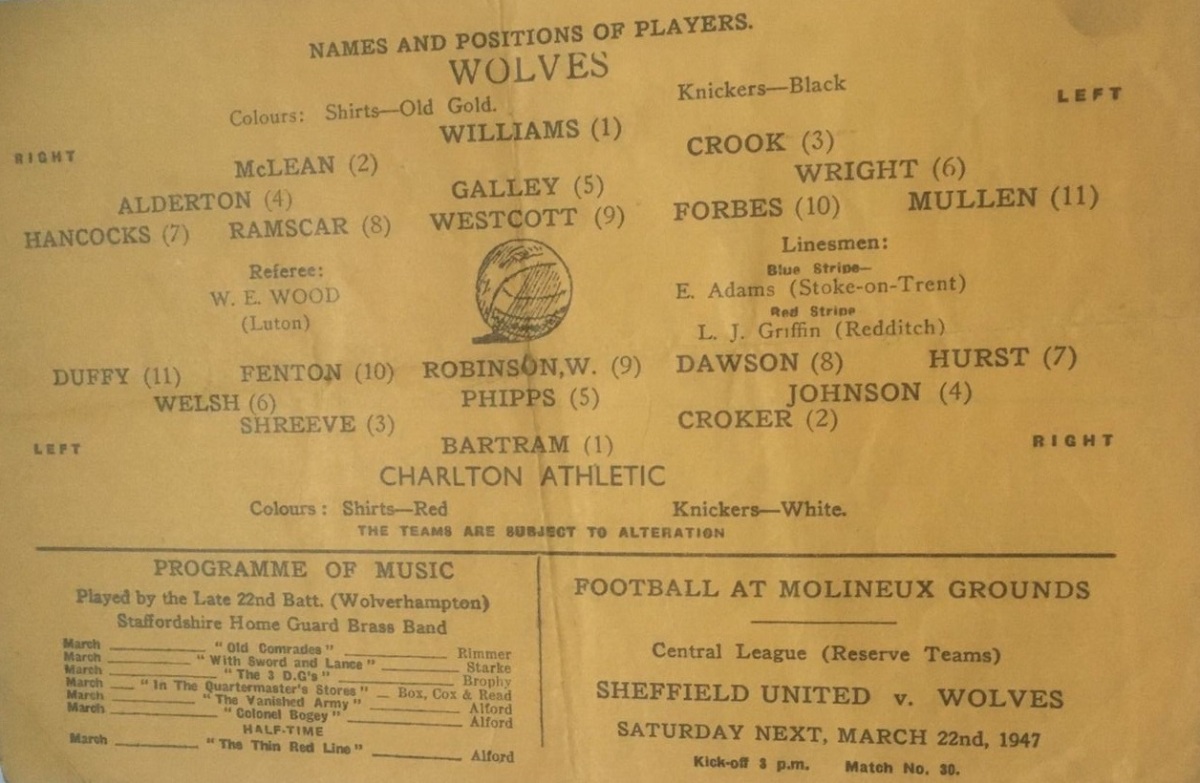 NAMES AND POSITIONS OF PLAYERS.
WOLVES
Colours: Shirts—Old Gold. Knickers—Black
RIGHT LEFT
WILLIAMS (1)
McLEAN (2) CROOK (3)
ALDERTON (4) GALLEY (5) WRIGHT (6)
HANCOCKS (7) RAMSCAR (8) WESTCOTT (9) FORBES (10) MULLEN (11)
Referee:
W. E. WOOD
(Luton)
Linesmen:
Blue Stripe—
E. Adams (Stoke-on-Trent)
Red Stripe
L. J. Griffin (Redditch)
DUFFY (11) FENTON (10) ROBINSON,W. (9) DAWSON (8) HURST (7)
WELSH (6) PHIPPS (5) JOHNSON (4)
SHREEVE (3) CROKER (2)
LEFT BARTRAM (1) RIGHT
CHARLTON ATHLETIC
Colours: Shirts—Red Knickers—White.
THE TEAMS ARE SUBJECT TO ALTERATION
PROGRAMME OF MUSIC
Played by the Late 22nd Batt. (Wolverhampton)
Staffordshire Home Guard Brass Band
March "Old Comrades" Rimmer
March "With Sword and Lance" Starke
March "The 3 D.G's" Brophy
March "In The Quartermaster's Stores" Box, Cox & Read
March "The Vanished Army" Alford
March "Colonel Bogey" Alford
HALF-TIME
March "The Thin Red Line" Alford
FOOTBALL AT MOLINEUX GROUNDS
Central League (Reserve Teams)
SHEFFIELD UNITED v. WOLVES
SATURDAY NEXT, MARCH 22nd, 1947
Kick-off 3 p.m. Match No. 30.